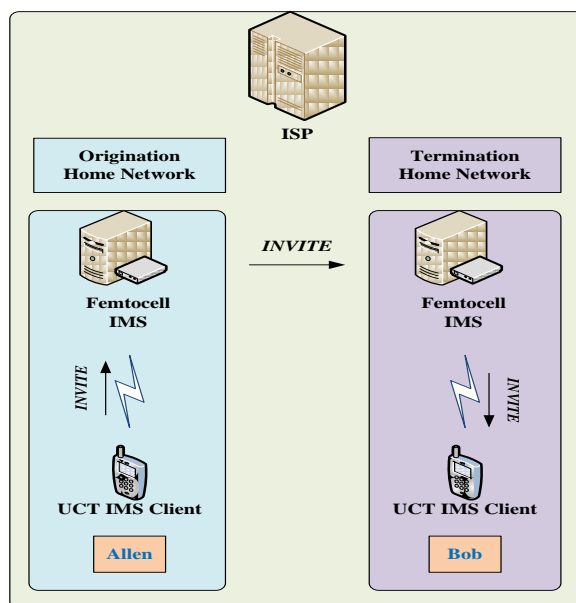 ISP
Origination
Home Network
Termination
Home Network
INVITE
Femtocell
IMS
Femtocell
IMS
INVITE
INVITE
UCT IMS Client
UCT IMS Client
Allen
Bob